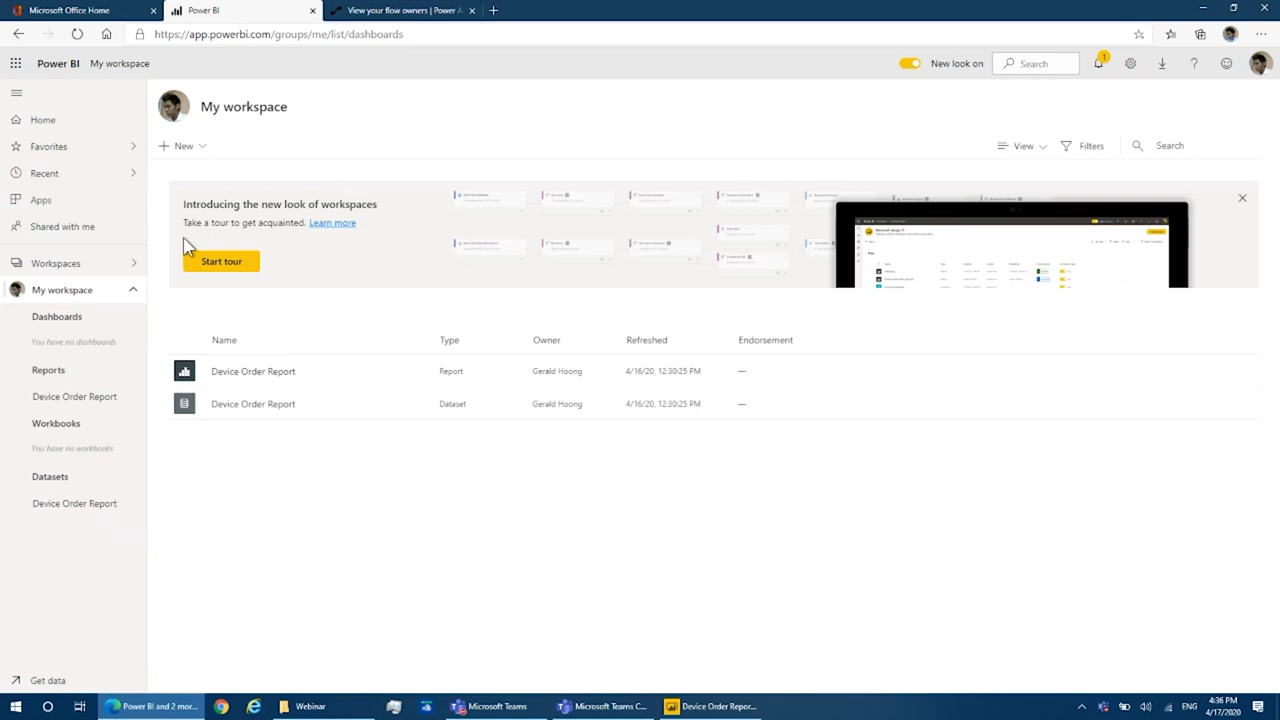 Microsoft Office Home
Power BI
View your flow owners | Power A
https://app.powerbi.com/groups/me/list/dashboards
Power BI My workspace
New look on
Search
1
My workspace
Home
Favorites
Recent
Apps
Shared with me
Workspaces
My workspace
Dashboards
You have no dashboards
Reports
Device Order Report
Workbooks
You have no workbooks
Datasets
Device Order Report
Get data
New
View
Filters
Search
Introducing the new look of workspaces
Take a tour to get acquainted. Learn more
Start tour
Name Type Owner Refreshed Endorsement
Device Order Report Report Gerald Hoong 4/16/20, 12:30:25 PM —
Device Order Report Dataset Gerald Hoong 4/16/20, 12:30:25 PM —
Power BI and 2 mor...
Webinar
Microsoft Teams
Microsoft Teams C...
Device Order Repor...
ENG
4:36 PM
4/17/2020